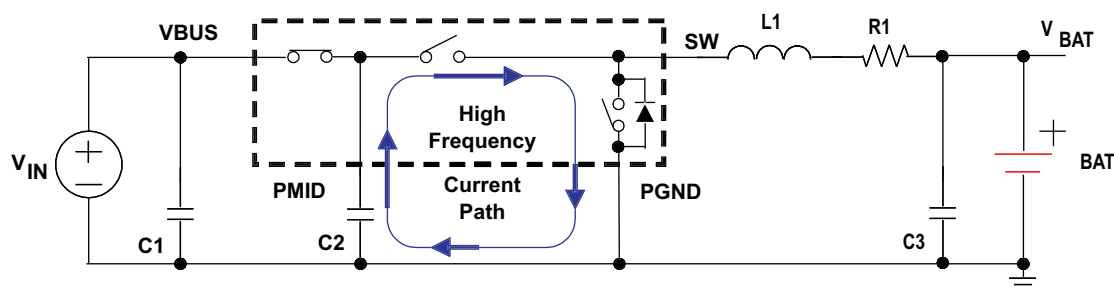 VBUS
SW
L1
R1
V
BAT
High
Frequency
+
V IN
+
BAT
PMID
Current
Path
PGND
C1
C2
C3